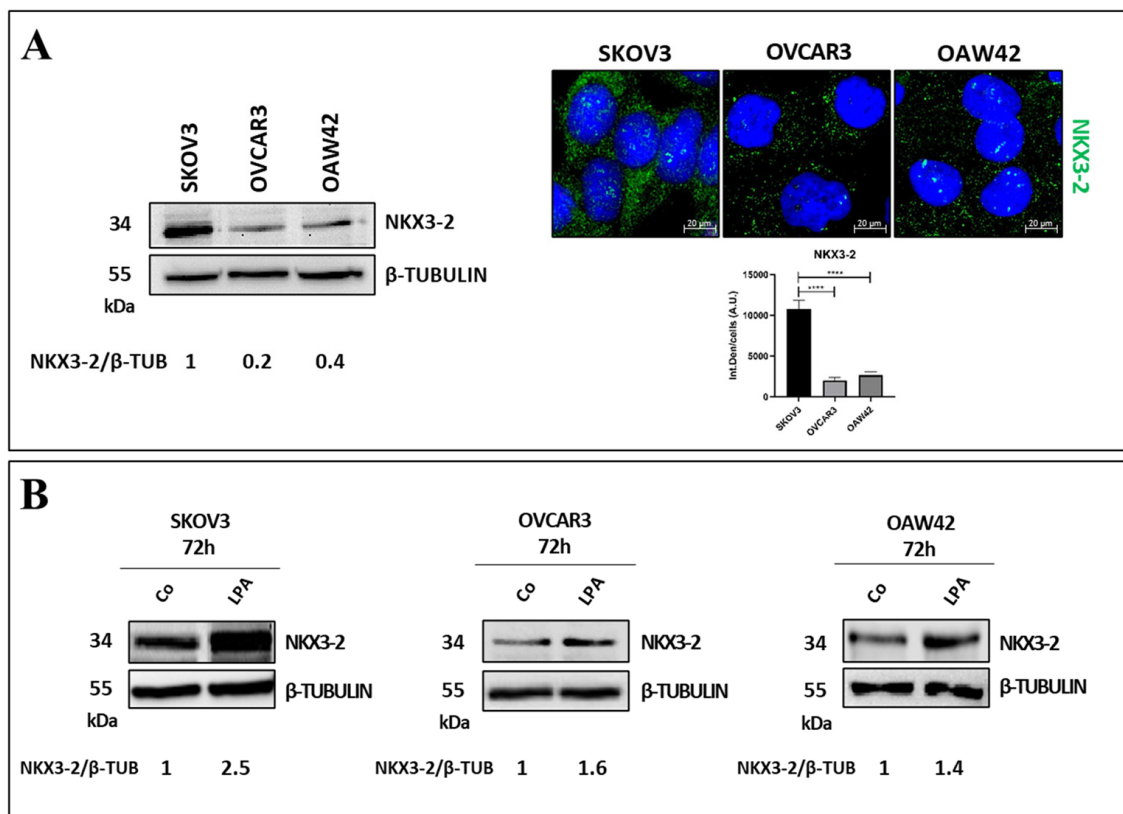 A
SKOV3
OVCAR3
OAW42
34
NKX3-2
55
β-TUBULIN
kDa
NKX3-2/β-TUB 1 0.2 0.4
SKOV3 OVCAR3 OAW42
NKX3-2
20 µm 20 µm 20 µm
NKX3-2
Int.Den/cells (A.U.)
15000
10000
5000
0
****
****
SKOV3
OVCAR3
OAW42
B
SKOV3
72h
Co LPA
34 NKX3-2
55 β-TUBULIN
kDa
NKX3-2/β-TUB 1 2.5
OVCAR3
72h
Co LPA
34 NKX3-2
55 β-TUBULIN
kDa
NKX3-2/β-TUB 1 1.6
OAW42
72h
Co LPA
34 NKX3-2
55 β-TUBULIN
kDa
NKX3-2/β-TUB 1 1.4